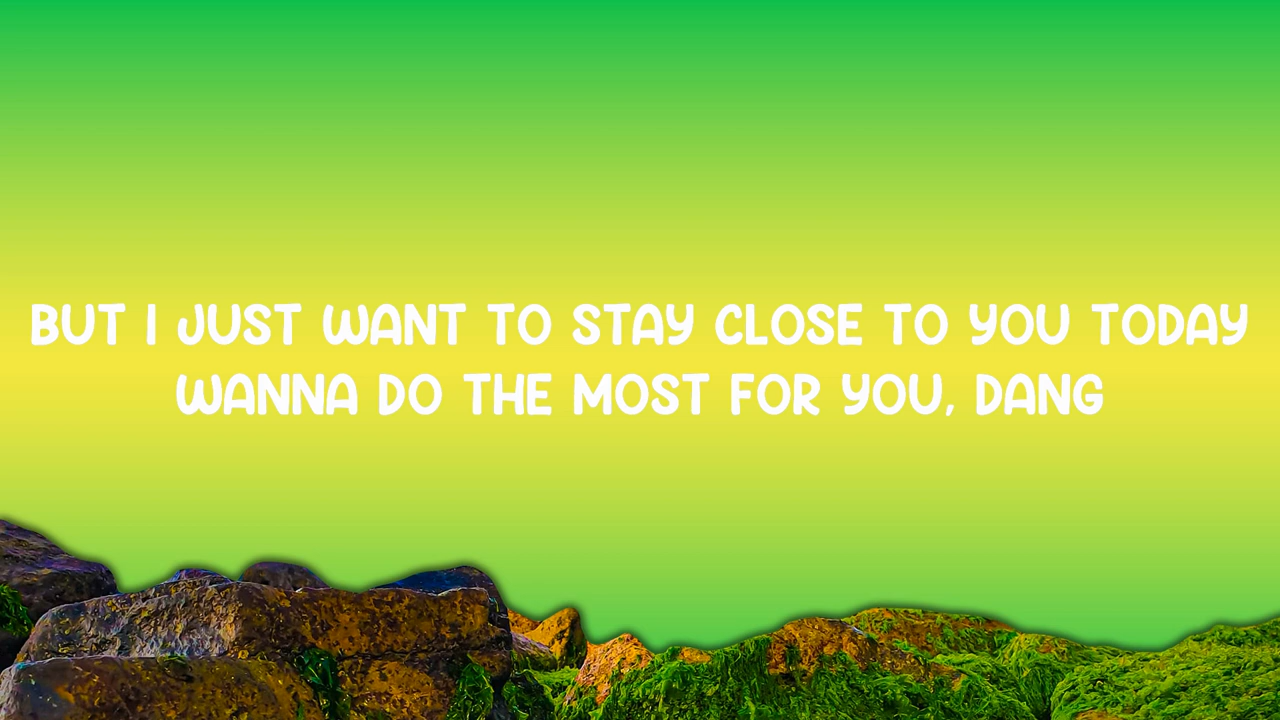 BUT I JUST WANT TO STAY CLOSE TO YOU TODAY
WANNA DO THE MOST FOR YOU, DANG